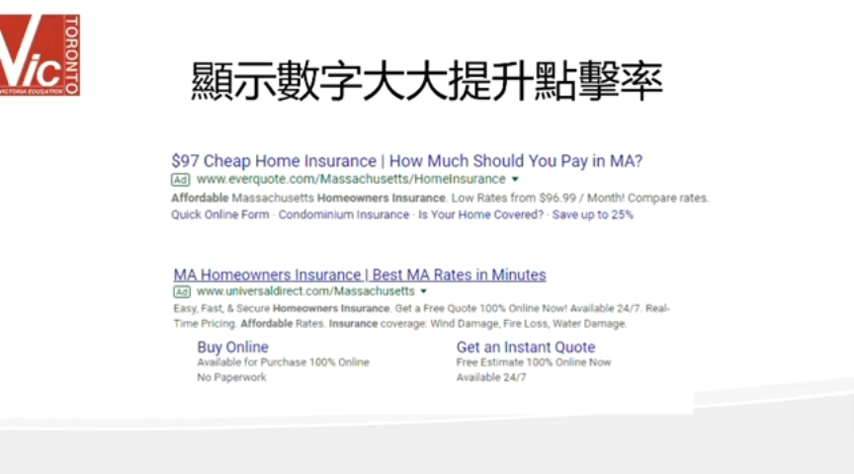 Vic
TORONTO
VICTORIA EDUCATION
顯示數字大大提升點擊率
$97 Cheap Home Insurance | How Much Should You Pay in MA?
Ad www.everquote.com/Massachusetts/HomeInsurance
Affordable Massachusetts Homeowners Insurance. Low Rates from $96.99 / Month! Compare rates.
Quick Online Form · Condominium Insurance · Is Your Home Covered? · Save up to 25%
MA Homeowners Insurance | Best MA Rates in Minutes
Ad www.universaldirect.com/Massachusetts
Easy, Fast, & Secure Homeowners Insurance. Get a Free Quote 100% Online Now! Available 24/7. Real-
Time Pricing. Affordable Rates. Insurance coverage: Wind Damage, Fire Loss, Water Damage.
Buy Online
Available for Purchase 100% Online
No Paperwork
Get an Instant Quote
Free Estimate 100% Online Now
Available 24/7